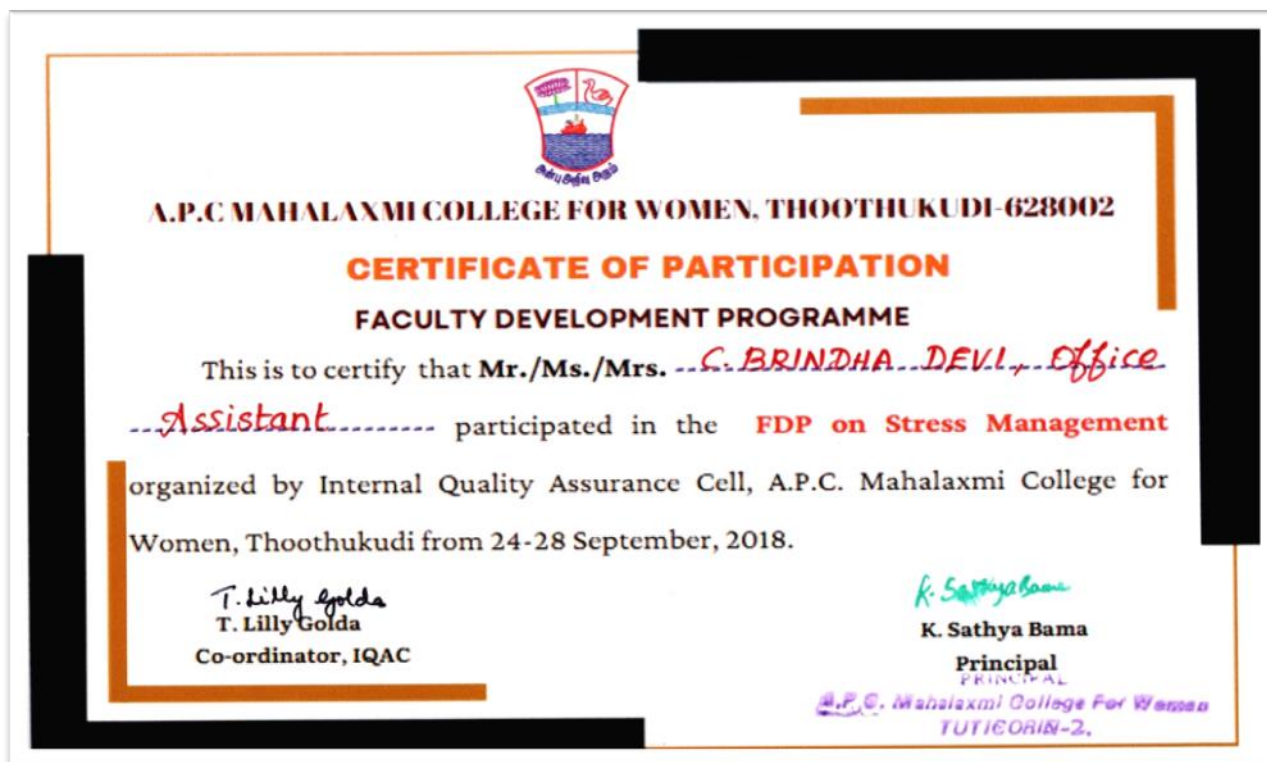 அன்பு அறிவு அறம்
A.P.C MAHALAXMI COLLEGE FOR WOMEN, THOOTHUKUDI-628002
CERTIFICATE OF PARTICIPATION
FACULTY DEVELOPMENT PROGRAMME
This is to certify that Mr./Ms./Mrs. C. BRINDHA DEVI, Office
Assistant participated in the FDP on Stress Management
organized by Internal Quality Assurance Cell, A.P.C. Mahalaxmi College for
Women, Thoothukudi from 24-28 September, 2018.
T. Lilly Golda
T. Lilly Golda
Co-ordinator, IQAC
K. Sathya Bama
K. Sathya Bama
Principal
PRINCIPAL
A.P.C. Mahalaxmi College For Women
TUTICORIN-2.